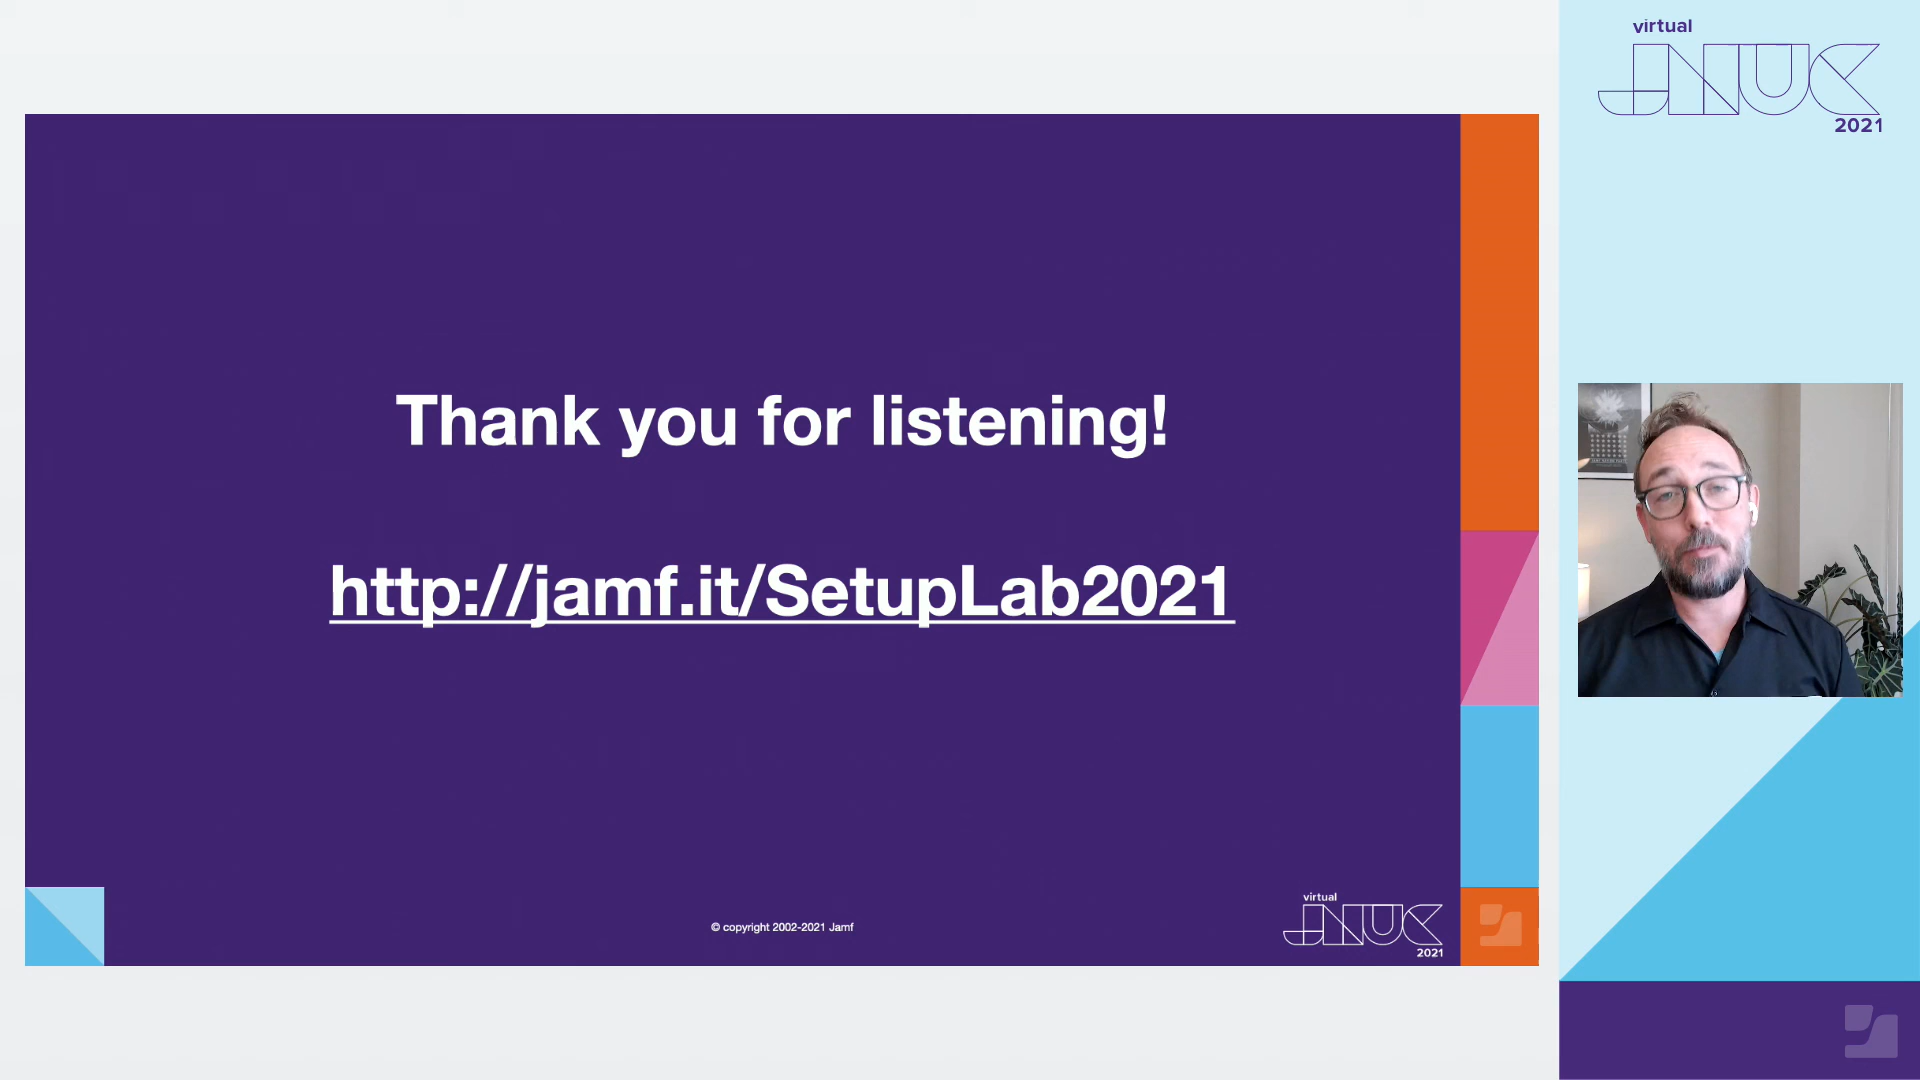 Thank you for listening!
http://jamf.it/SetupLab2021
© copyright 2002-2021 Jamf
virtual
JNUC
2021
virtual
JNUC
2021